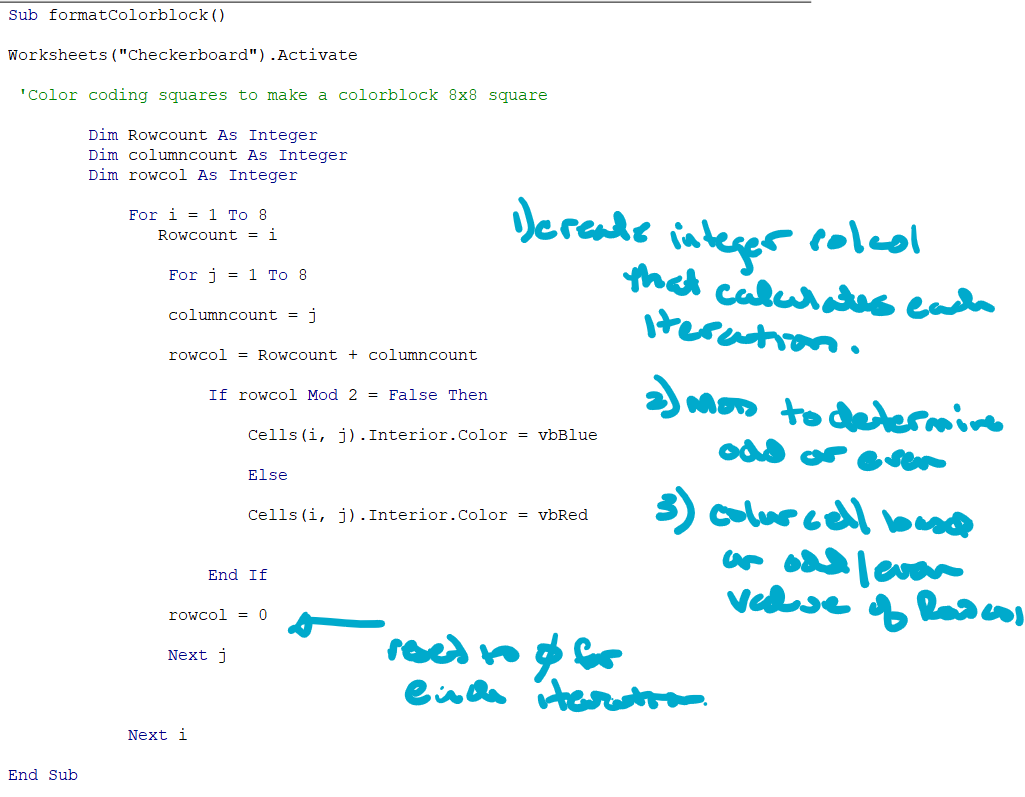 Sub formatColorblock()
Worksheets("Checkerboard").Activate
'Color coding squares to make a colorblock 8x8 square
Dim Rowcount As Integer
Dim columncount As Integer
Dim rowcol As Integer
For i = 1 To 8
Rowcount = i
For j = 1 To 8
columncount = j
rowcol = Rowcount + columncount
If rowcol Mod 2 = False Then
Cells(i, j).Interior.Color = vbBlue
Else
Cells(i, j).Interior.Color = vbRed
End If
rowcol = 0
Next j
Next i
End Sub
1) create integer rolcol
that calculates each
iteration.
2) Mod to determine
odd or even
3) color cell based
on odd/even
value of Rowcol
reset to 0 for
iteration.